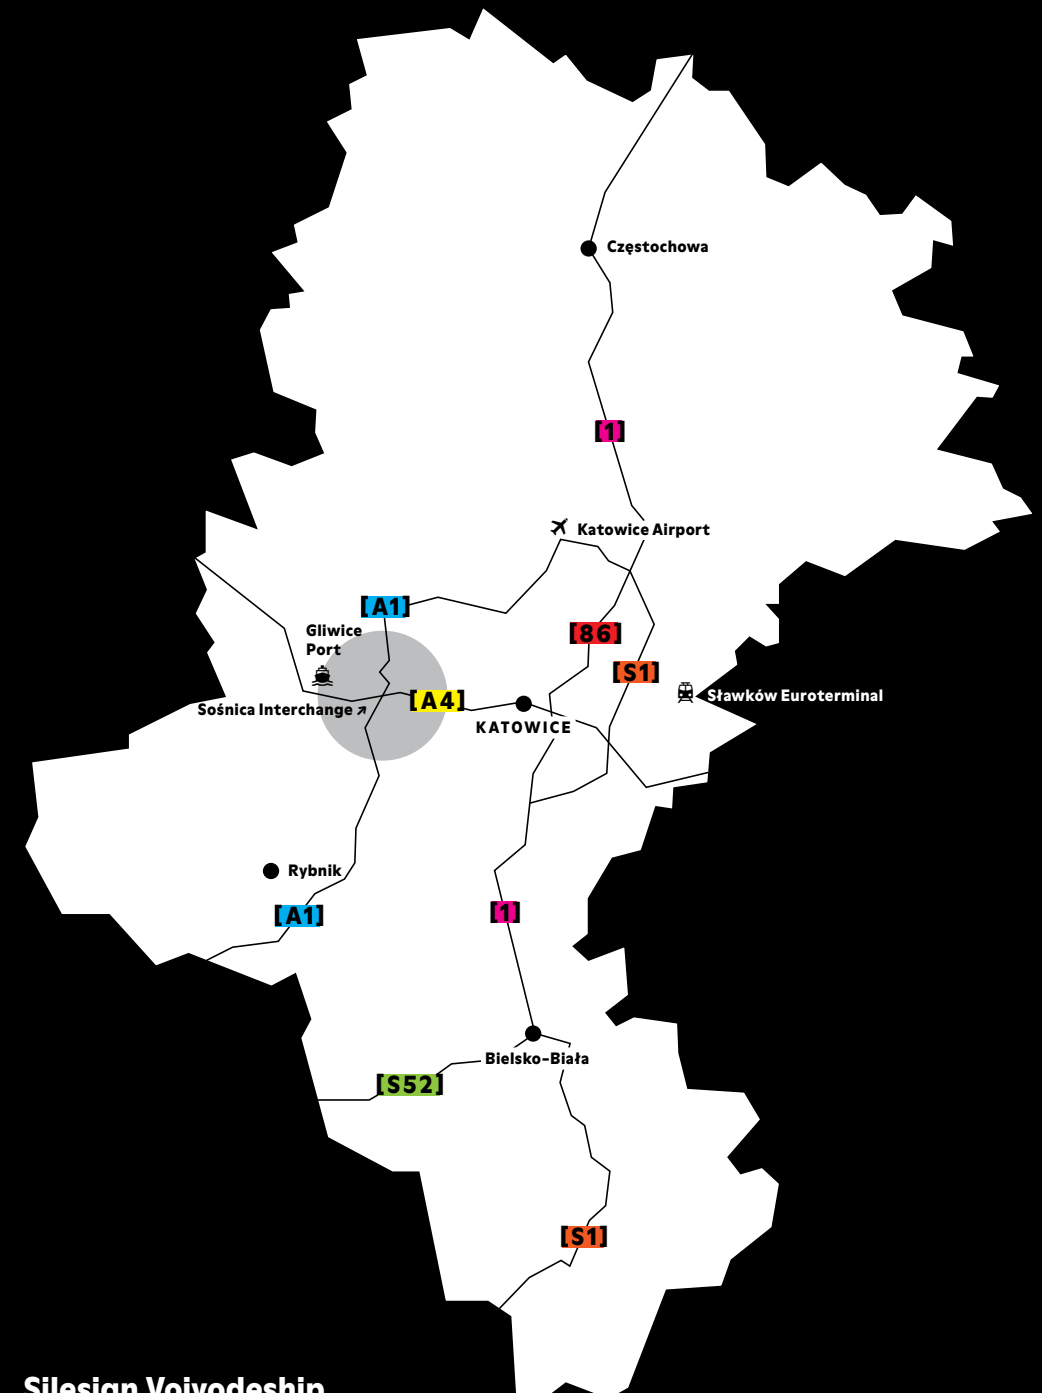 Częstochowa
[1]
Katowice Airport
[A1]
Gliwice
Port
[86]
[S1]
Sławków Euroterminal
[A4]
Sośnica Interchange
KATOWICE
Rybnik
[A1]
[1]
Bielsko-Biała
[S52]
[S1]
Silesian Voivodeship